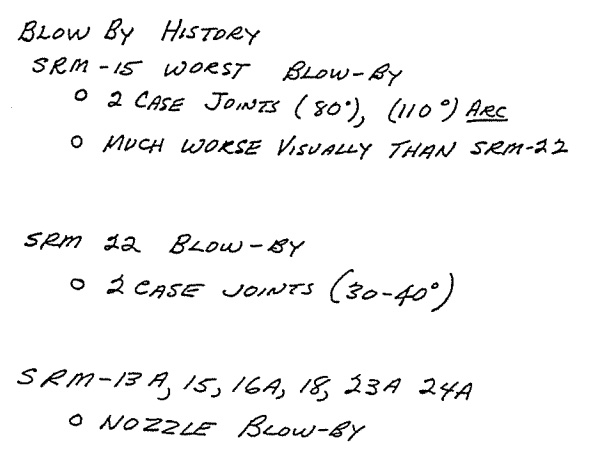 BLOW BY HISTORY
SRM-15 WORST BLOW-BY
o 2 CASE JOINTS (80°), (110°) ARC
o MUCH WORSE VISUALLY THAN SRM-22
SRM 22 BLOW-BY
o 2 CASE JOINTS (30-40°)
SRM-13A, 15, 16A, 18, 23A 24A
o NOZZLE BLOW-BY